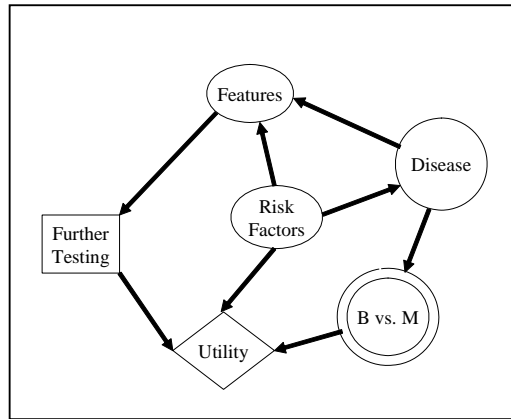 Features
Disease
Risk
Factors
Further
Testing
B vs. M
Utility